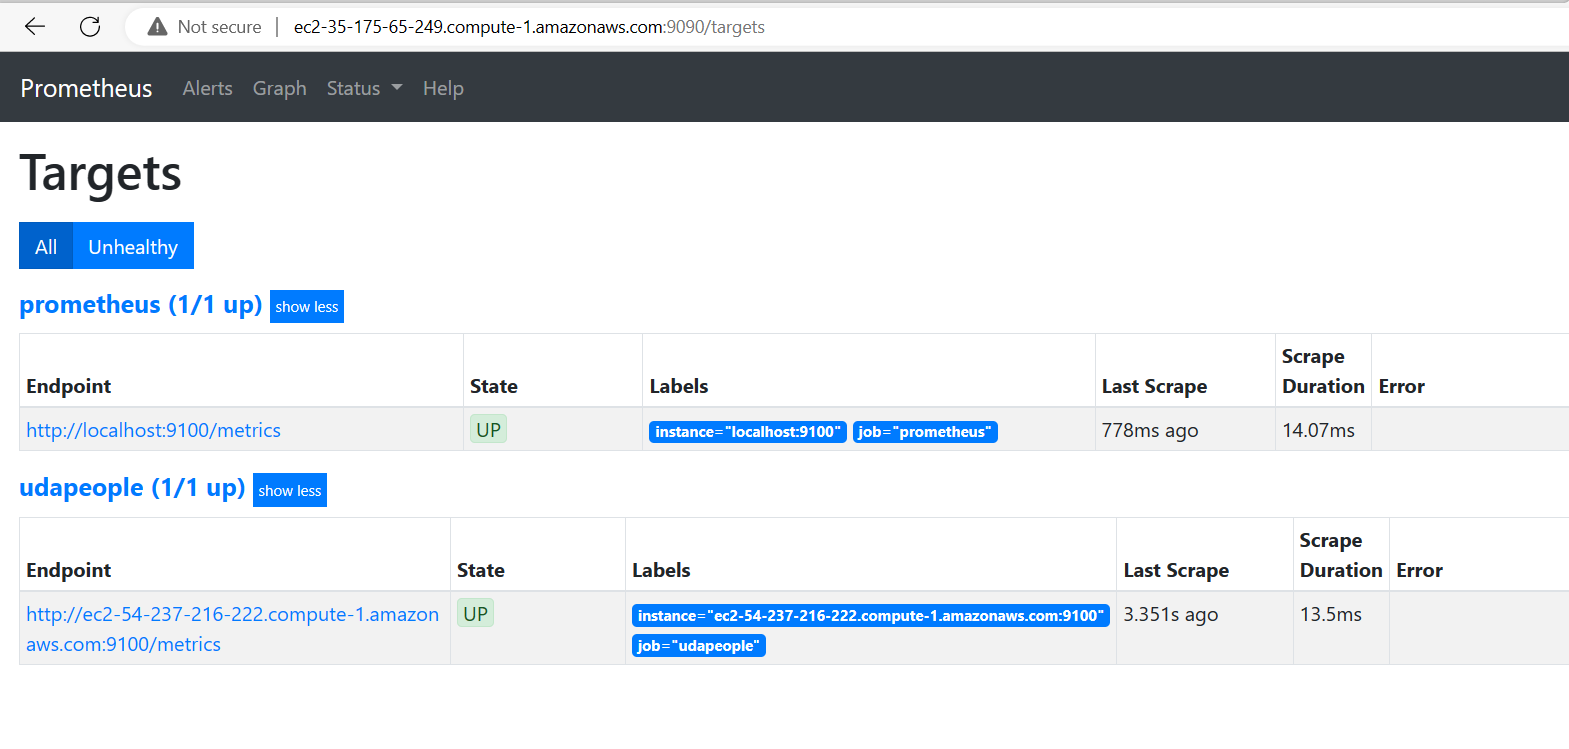 Not secure | ec2-35-175-65-249.compute-1.amazonaws.com:9090/targets
Prometheus Alerts Graph Status Help
Targets
All Unhealthy
prometheus (1/1 up) show less
Endpoint State Labels Last Scrape Scrape Duration Error
http://localhost:9100/metrics UP instance="localhost:9100" job="prometheus" 778ms ago 14.07ms
udapeople (1/1 up) show less
Endpoint State Labels Last Scrape Scrape Duration Error
http://ec2-54-237-216-222.compute-1.amazon UP instance="ec2-54-237-216-222.compute-1.amazonaws.com:9100" 3.351s ago 13.5ms
aws.com:9100/metrics job="udapeople"